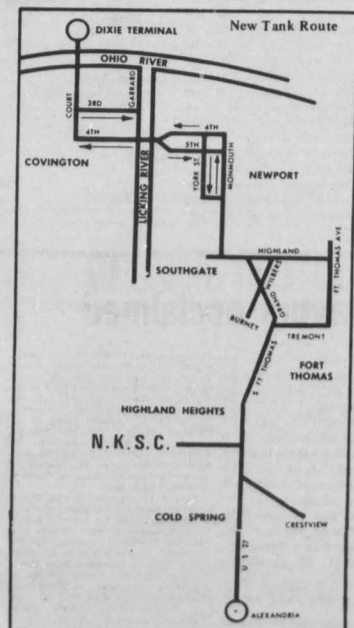 New Tank Route
DIXIE TERMINAL
OHIO RIVER
COURT
3RD
GARRARD
4TH
4TH
5TH
COVINGTON
LICKING RIVER
YORK ST.
MONMOUTH
NEWPORT
HIGHLAND
SOUTHGATE
WILBERS
GRAND
BURNEY
FT. THOMAS AVE
TREMONT
S FT THOMAS
FORT
THOMAS
HIGHLAND HEIGHTS
N.K.S.C.
COLD SPRING
CRESTVIEW
U S 27
ALEXANDRIA